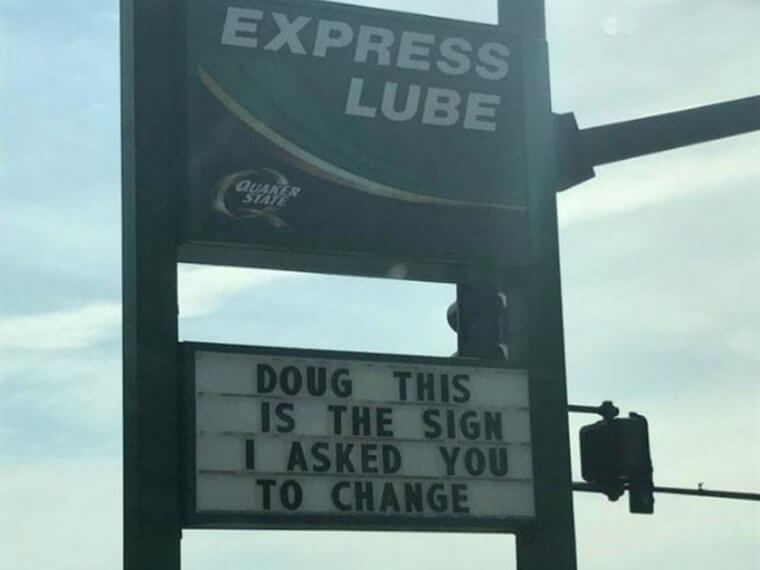 EXPRESS
LUBE
QUAKER
STATE
DOUG THIS
IS THE SIGN
I ASKED YOU
TO CHANGE